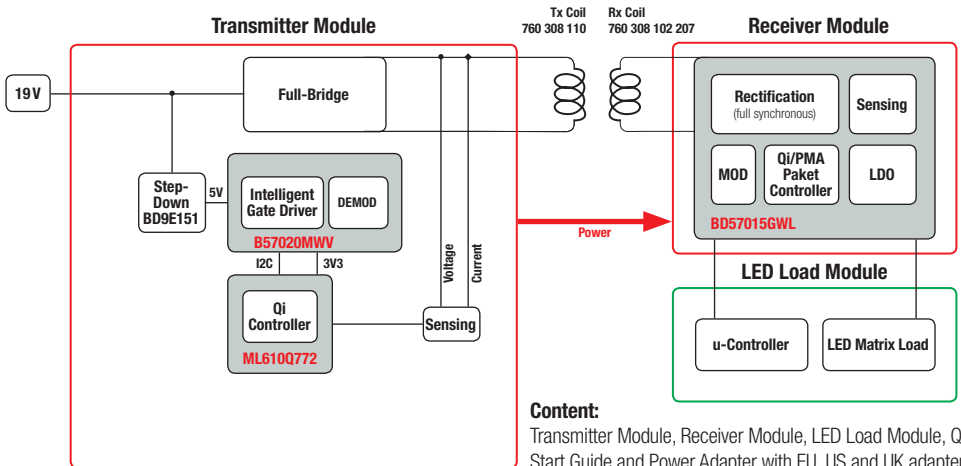 Transmitter Module
Tx Coil
760 308 110
Rx Coil
760 308 102 207
Receiver Module
19 V
Full-Bridge
Rectification
(full synchronous)
Sensing
MOD
Qi/PMA
Paket
Controller
LDO
BD57015GWL
Step-
Down
BD9E151
5V
Intelligent
Gate Driver
DEMOD
B57020MWV
I2C
3V3
Voltage
Current
Power
Qi
Controller
ML610Q772
Sensing
LED Load Module
u-Controller
LED Matrix Load
Content:
Transmitter Module, Receiver Module, LED Load Module, Q
Start Guide and Power Adapter with EU, US and UK adapter